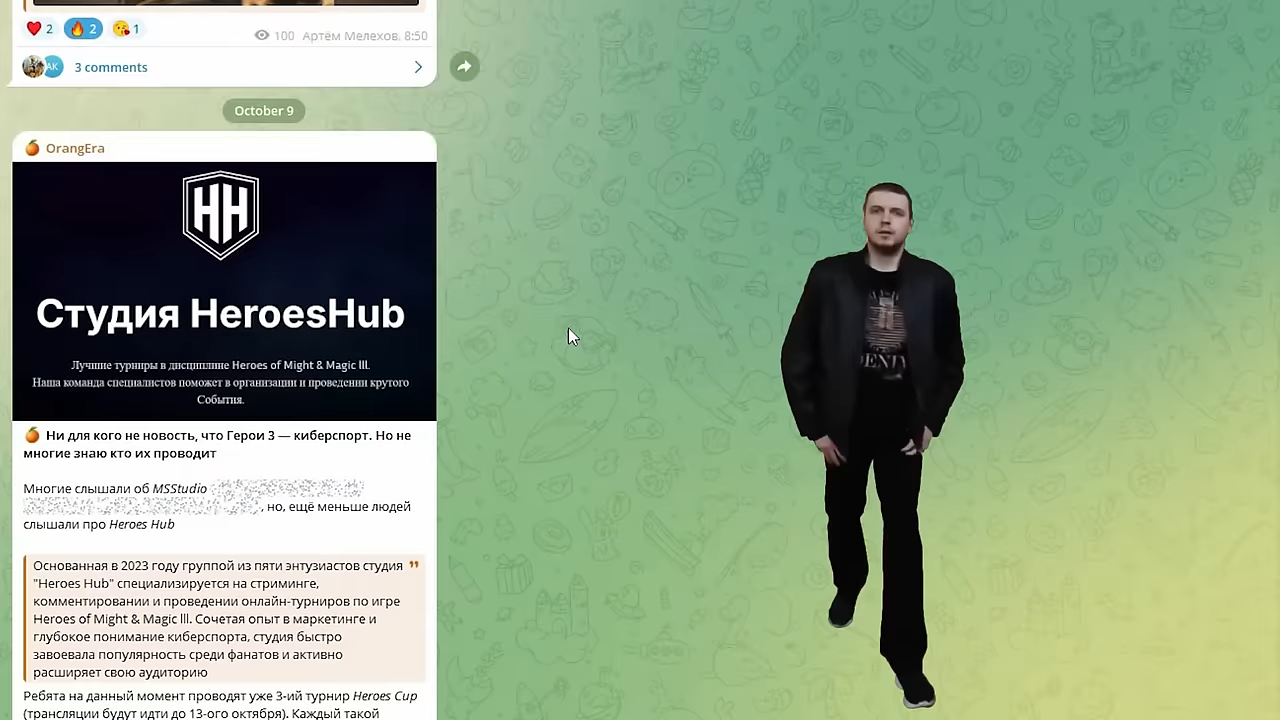 2 2 1
100 Артём Мелехов, 8:50
АК 3 comments
October 9
OrangEra
HH
Студия HeroesHub
Лучшие турниры в дисциплине Heroes of Might & Magic III.
Наша команда специалистов поможет в организации и проведении крутого
События.
Ни для кого не новость, что Герои 3 — киберспорт. Но не
многие знаю кто их проводит
Многие слышали об MSStudio
, но, ещё меньше людей
слышали про Heroes Hub
Основанная в 2023 году группой из пяти энтузиастов студия
"Heroes Hub" специализируется на стриминге,
комментировании и проведении онлайн-турниров по игре
Heroes of Might & Magic III. Сочетая опыт в маркетинге и
глубокое понимание киберспорта, студия быстро
завоевала популярность среди фанатов и активно
расширяет свою аудиторию
Ребята на данный момент проводят уже 3-ий турнир Heroes Cup
(трансляции будут идти до 13-ого октября). Каждый такой